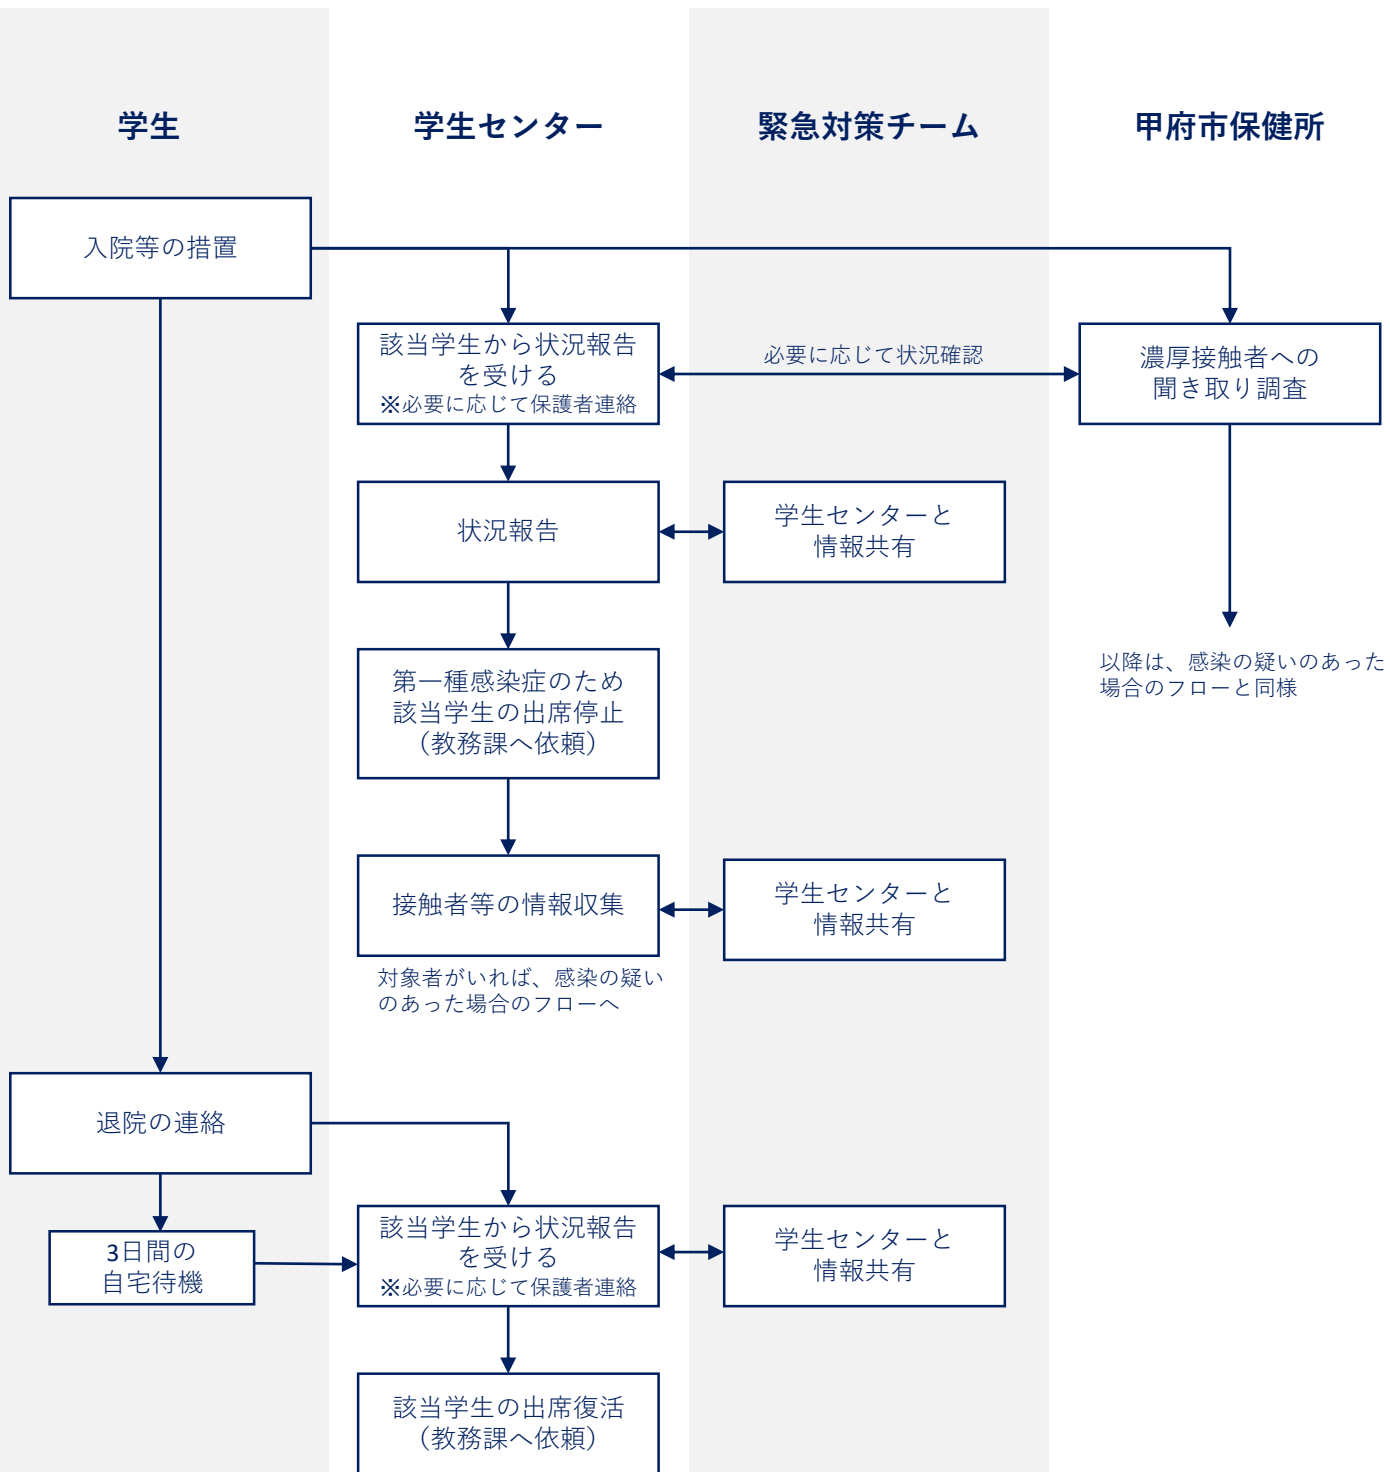 学生
学生センター
緊急対策チーム
甲府市保健所
入院等の措置
該当学生から状況報告
を受ける
※必要に応じて保護者連絡
必要に応じて状況確認
濃厚接触者への
聞き取り調査
状況報告
学生センターと
情報共有
第一種感染症のため
該当学生の出席停止
（教務課へ依頼）
以降は、感染の疑いのあった
場合のフローと同様
接触者等の情報収集
学生センターと
情報共有
対象者がいれば、感染の疑い
のあった場合のフローへ
退院の連絡
3日間の
自宅待機
該当学生から状況報告
を受ける
※必要に応じて保護者連絡
学生センターと
情報共有
該当学生の出席復活
（教務課へ依頼）